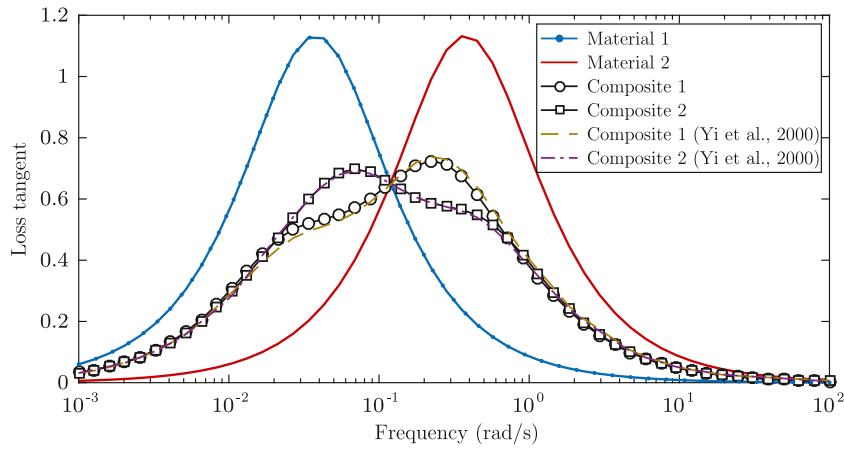 1.2
1
0.8
0.6
0.4
0.2
0
Loss tangent
Material 1
Material 2
Composite 1
Composite 2
Composite 1 (Yi et al., 2000)
Composite 2 (Yi et al., 2000)
10⁻³ 10⁻² 10⁻¹ 10⁰ 10¹ 10²
Frequency (rad/s)